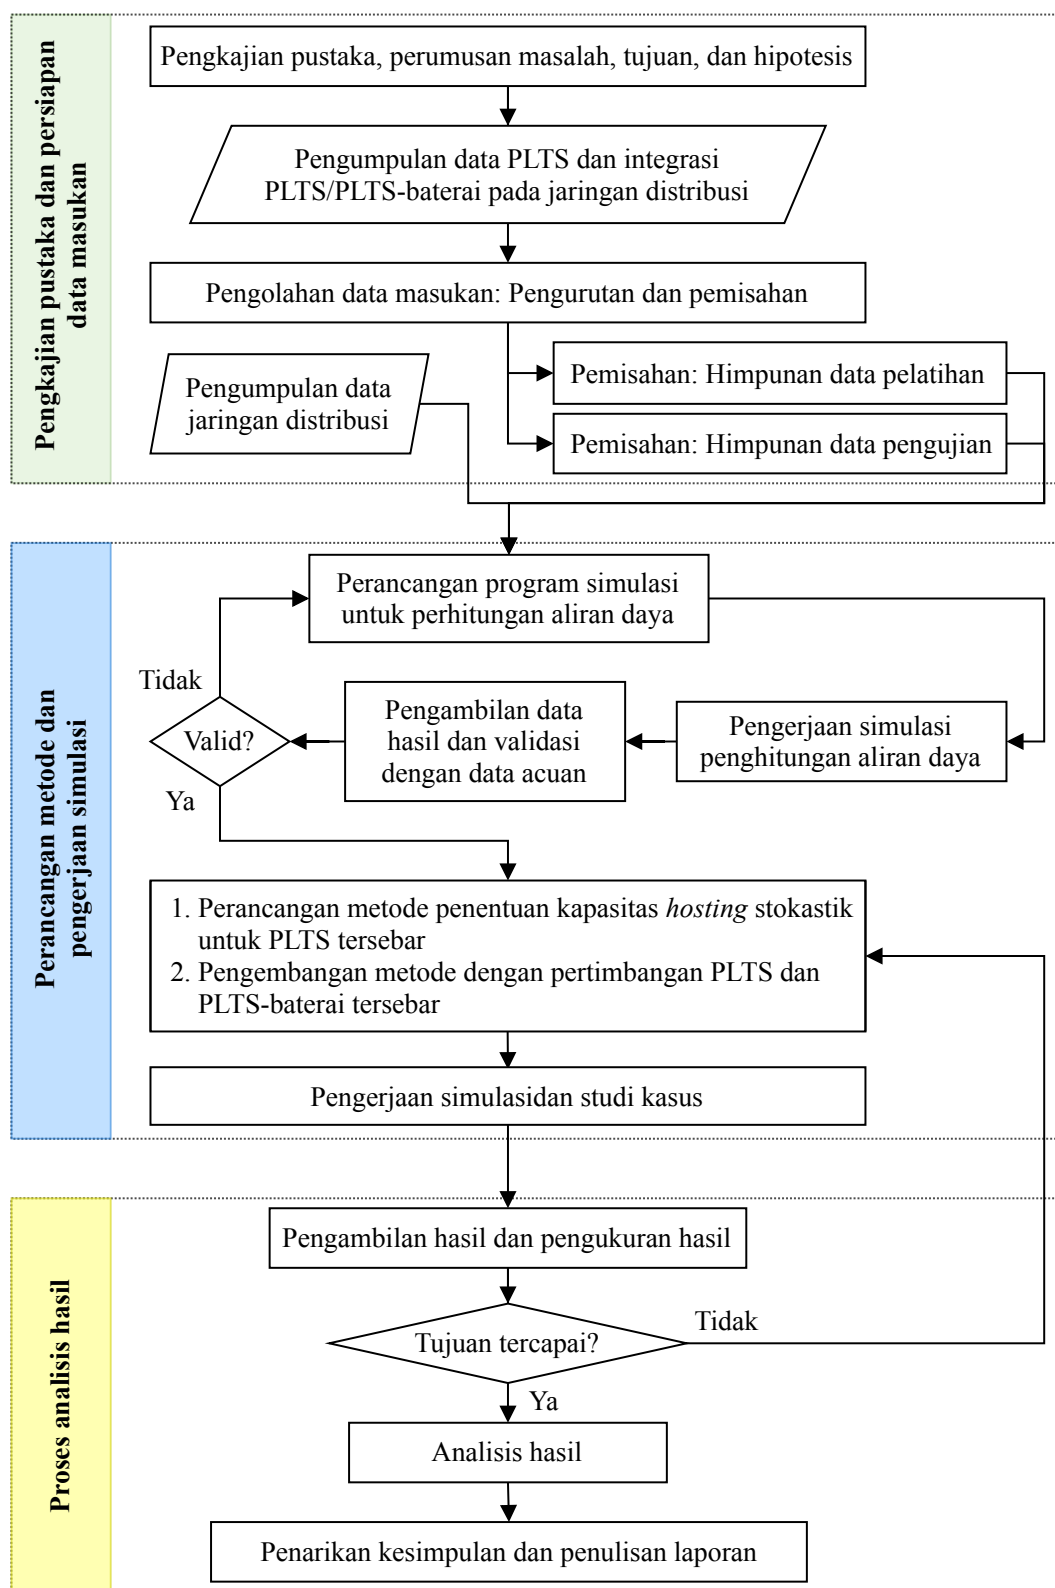 Pengkajian pustaka dan persiapan
data masukan
Pengkajian pustaka, perumusan masalah, tujuan, dan hipotesis
Pengumpulan data PLTS dan integrasi
PLTS/PLTS-baterai pada jaringan distribusi
Pengolahan data masukan: Pengurutan dan pemisahan
Pengumpulan data
jaringan distribusi
Pemisahan: Himpunan data pelatihan
Pemisahan: Himpunan data pengujian
Perancangan metode dan
pengerjaan simulasi
Perancangan program simulasi
untuk perhitungan aliran daya
Tidak
Valid?
Ya
Pengambilan data
hasil dan validasi
dengan data acuan
Pengerjaan simulasi
penghitungan aliran daya
1. Perancangan metode penentuan kapasitas hosting stokastik
untuk PLTS tersebar
2. Pengembangan metode dengan pertimbangan PLTS dan
PLTS-baterai tersebar
Pengerjaan simulasidan studi kasus
Proses analisis hasil
Pengambilan hasil dan pengukuran hasil
Tujuan tercapai?
Tidak
Ya
Analisis hasil
Penarikan kesimpulan dan penulisan laporan